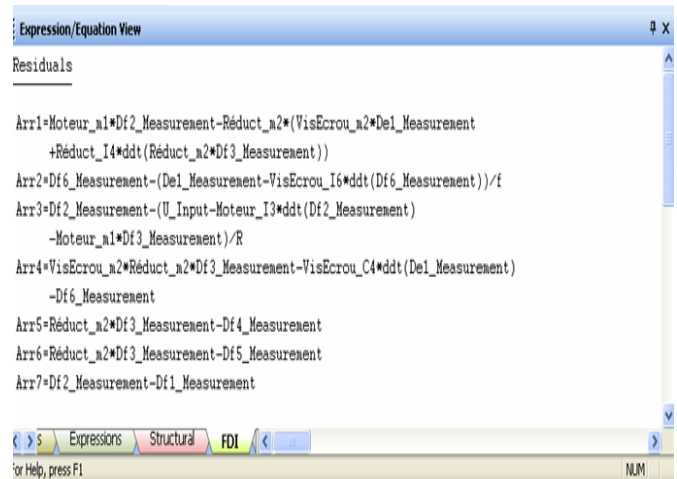 Expression/Equation View
Residuals
Arr1=Moteur_m1*Df2_Measurement-Réduct_m2*(VisEcrou_m2*De1_Measurement
+Réduct_I4*ddt(Réduct_m2*Df3_Measurement))
Arr2=Df6_Measurement-(De1_Measurement-VisEcrou_I6*ddt(Df6_Measurement))/f
Arr3=Df2_Measurement-(U_Input-Moteur_I3*ddt(Df2_Measurement)
-Moteur_m1*Df3_Measurement)/R
Arr4=VisEcrou_m2*Réduct_m2*Df3_Measurement-VisEcrou_C4*ddt(De1_Measurement)
-Df6_Measurement
Arr5=Réduct_m2*Df3_Measurement-Df4_Measurement
Arr6=Réduct_m2*Df3_Measurement-Df5_Measurement
Arr7=Df2_Measurement-Df1_Measurement
s Expressions Structural FDI
For Help, press F1 NUM